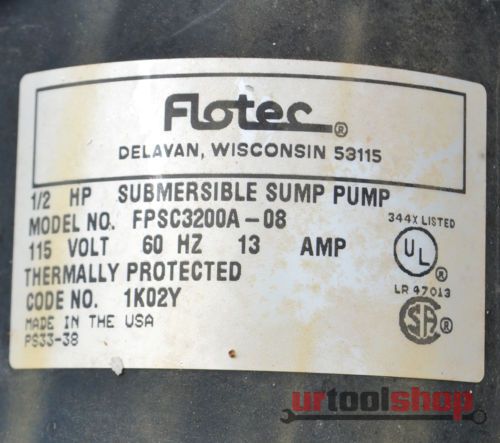 Flotec®
DELAVAN, WISCONSIN 53115
1/2 HP SUBMERSIBLE SUMP PUMP
MODEL NO. FPSC3200A-08
115 VOLT 60 HZ 13 AMP
THERMALLY PROTECTED
CODE NO. 1K02Y
MADE IN THE USA
PS33-38
344X LISTED
UL®
LR 47013
SA®
urtoolshop